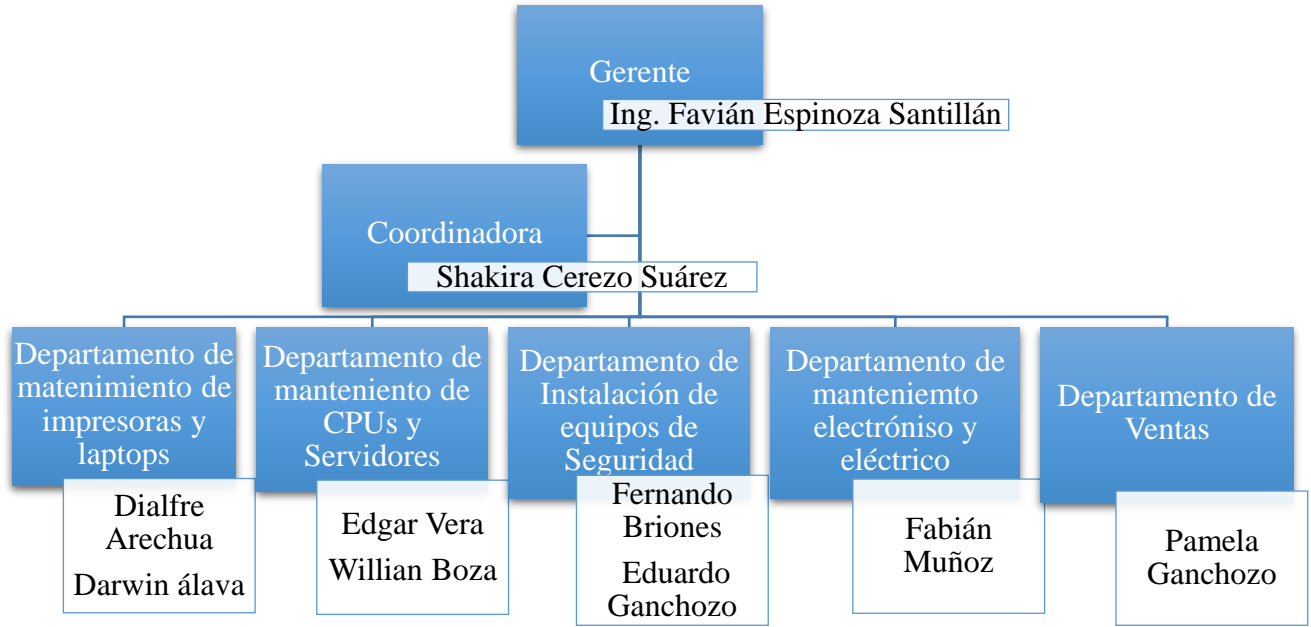 Gerente
Ing. Favián Espinoza Santillán
Coordinadora
Shakira Cerezo Suárez
Departamento de
matenimiento de
impresoras y
laptops
Dialfre
Arechua
Darwin álava
Departamento de
manteniento de
CPUs y
Servidores
Edgar Vera
Willian Boza
Departamento de
Instalación de
equipos de
Seguridad
Fernando
Briones
Eduardo
Ganchozo
Departamento de
manteniemto
electróniso y
eléctrico
Fabián
Muñoz
Departamento de
Ventas
Pamela
Ganchozo